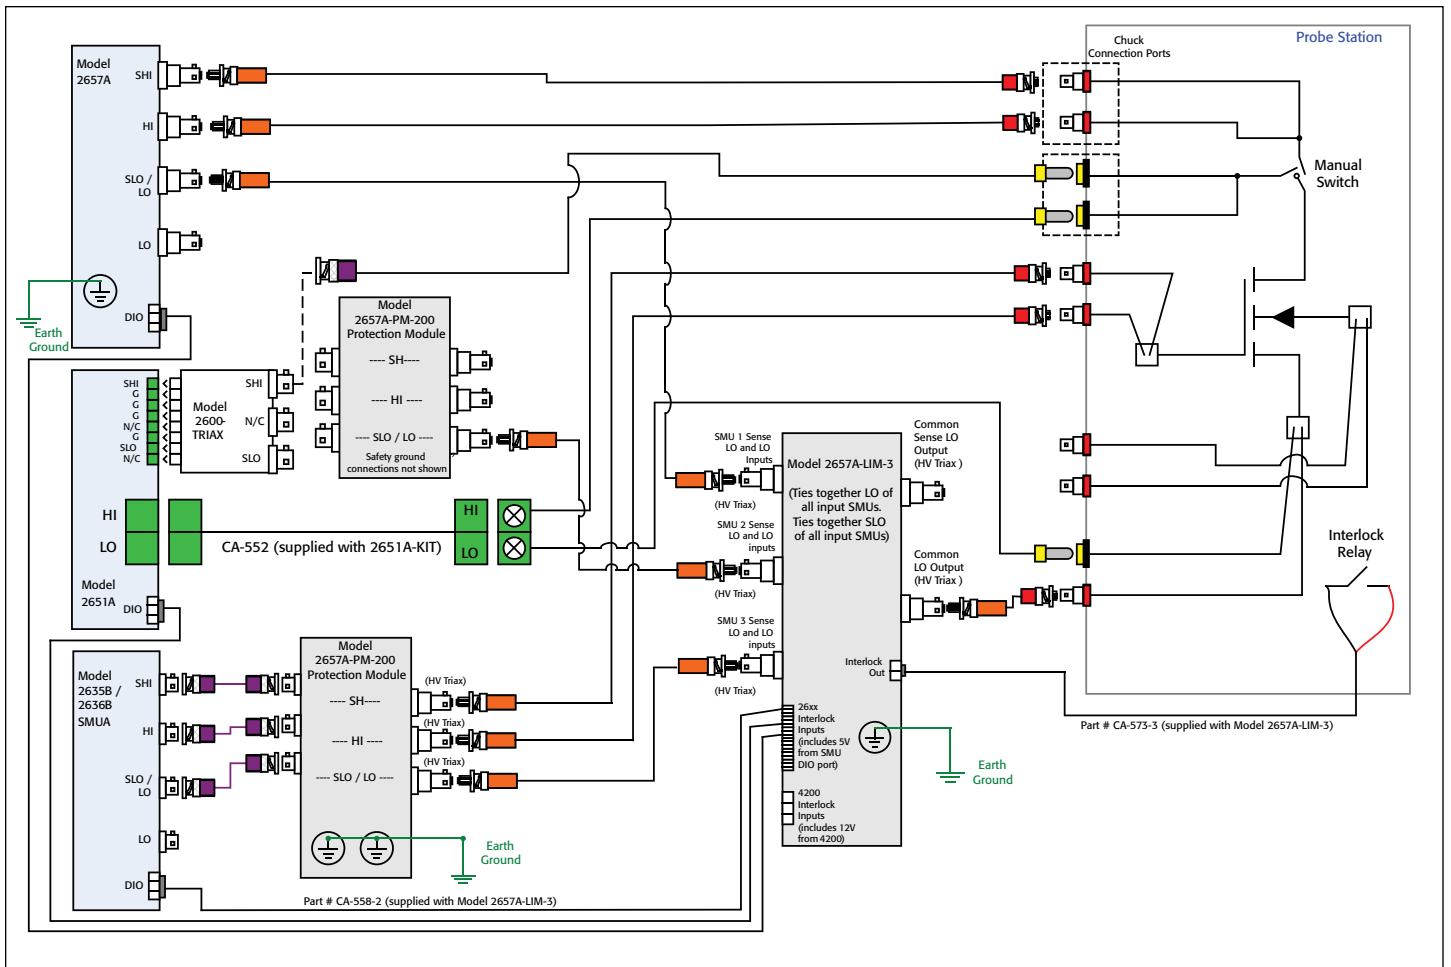 Model
2657A
SHI
HI
SLO /
LO
LO
DIO
Earth
Ground
Chuck
Connection Ports
Probe Station
Manual
Switch
Model
2657A-PM-200
Protection Module
---- SH----
---- HI ----
---- SLO / LO ----
Safety ground
connections not shown
SHI
G
G
G
N/C
G
SLO
N/C
Model
2600-
TRIAX
SHI
N/C
SLO
HI
LO
Model
2651A
DIO
CA-552 (supplied with 2651A-KIT)
HI
LO
SMU 1 Sense
LO and LO
Inputs
(HV Triax)
SMU 2 Sense
LO and LO
inputs
(HV Triax)
SMU 3 Sense
LO and LO
inputs
(HV Triax)
Model 2657A-LIM-3
(Ties together LO of
all input SMUs.
Ties together SLO
of all input SMUs)
Common
Sense LO
Output
(HV Triax )
Common
LO Output
(HV Triax )
Interlock
Out
26xx
Interlock
Inputs
(includes 5V
from SMU
DIO port)
4200
Interlock
Inputs
(includes 12V
from 4200)
Earth
Ground
Interlock
Relay
Part # CA-573-3 (supplied with Model 2657A-LIM-3)
Model
2635B /
2636B
SMUA
SHI
HI
SLO /
LO
LO
DIO
Model
2657A-PM-200
Protection Module
---- SH----
---- HI ----
---- SLO / LO ----
(HV Triax)
(HV Triax)
(HV Triax)
Earth
Ground
Part # CA-558-2 (supplied with Model 2657A-LIM-3)